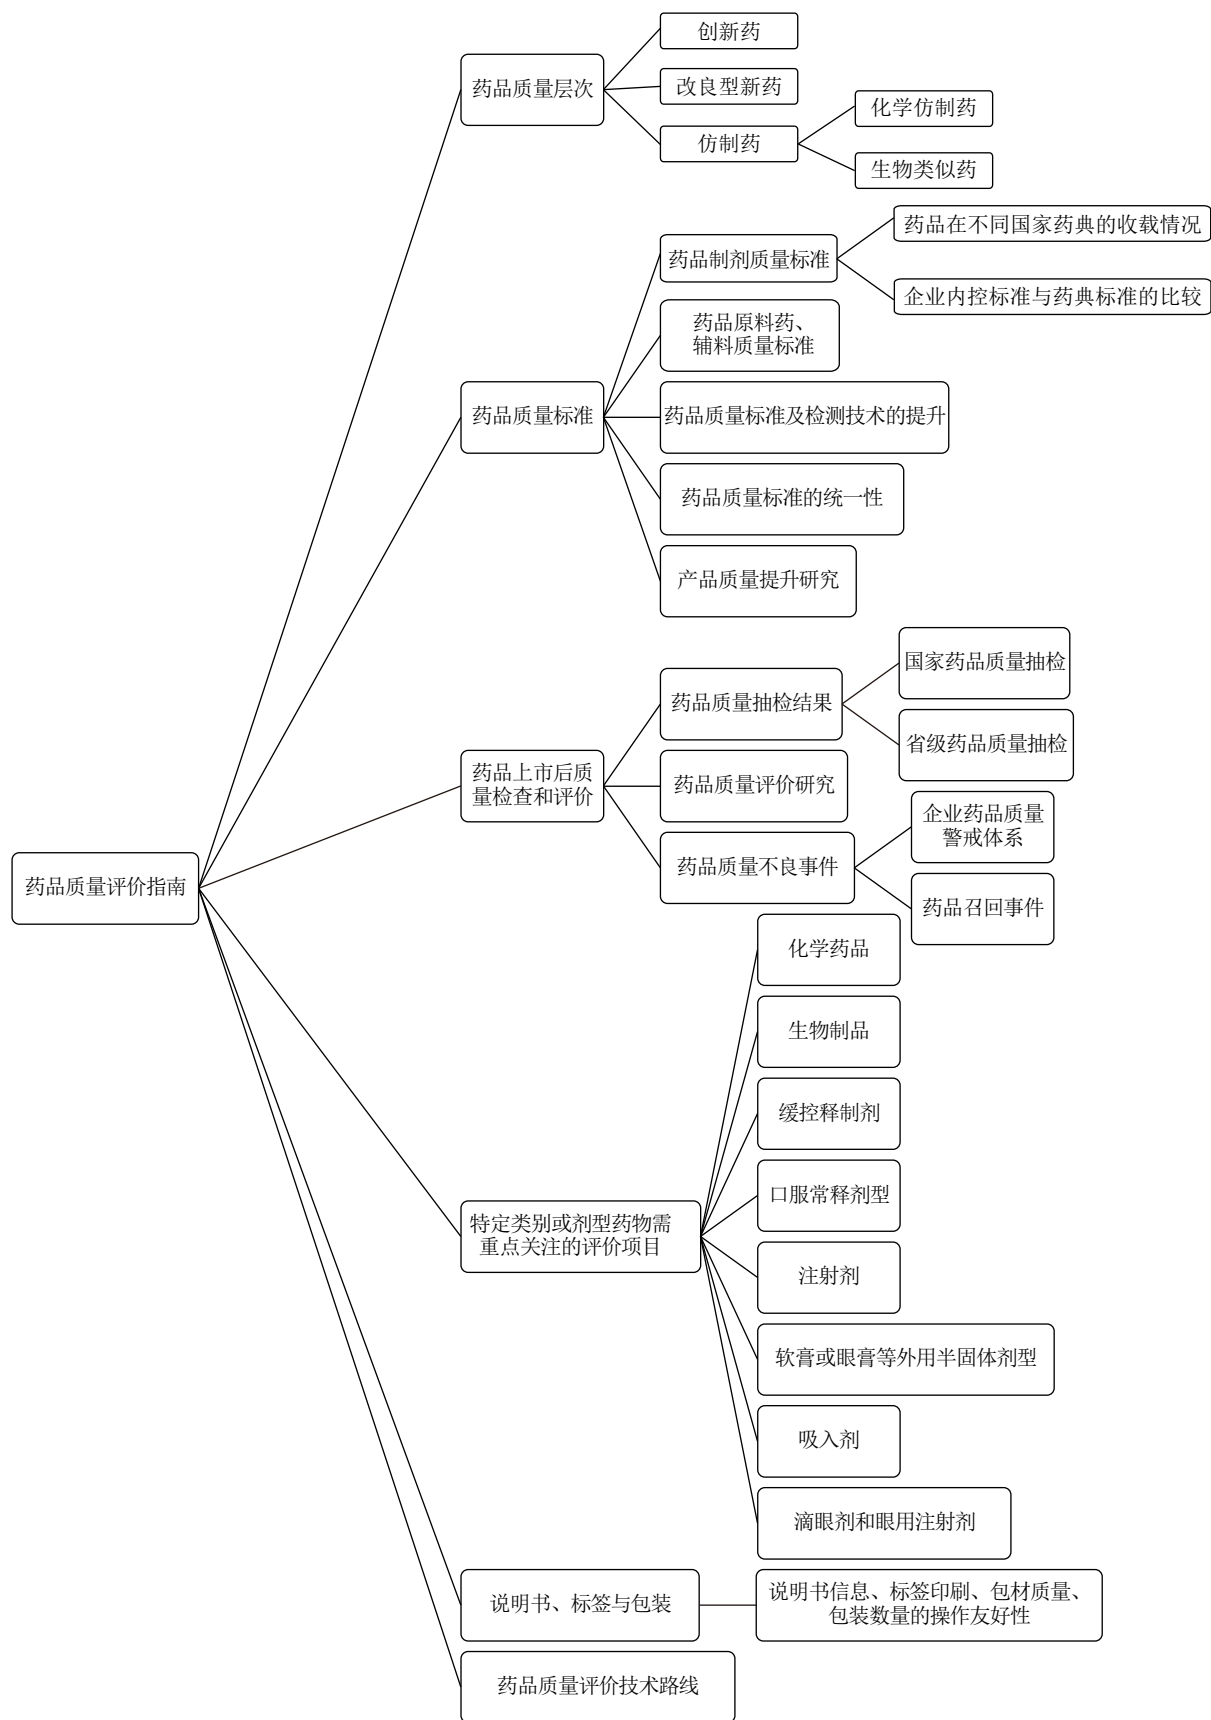 创新药
药品质量层次
改良型新药
化学仿制药
仿制药
生物类似药
药品在不同国家药典的收载情况
药品制剂质量标准
企业内控标准与药典标准的比较
药品原料药、
辅料质量标准
药品质量标准
药品质量标准及检测技术的提升
药品质量标准的统一性
产品质量提升研究
国家药品质量抽检
药品质量抽检结果
省级药品质量抽检
药品上市后质
量检查和评价
药品质量评价研究
企业药品质量
警戒体系
药品质量不良事件
药品召回事件
药品质量评价指南
化学药品
生物制品
缓控释制剂
口服常释剂型
特定类别或剂型药物需
重点关注的评价项目
注射剂
软膏或眼膏等外用半固体剂型
吸入剂
滴眼剂和眼用注射剂
说明书、标签与包装
说明书信息、标签印刷、包材质量、
包装数量的操作友好性
药品质量评价技术路线